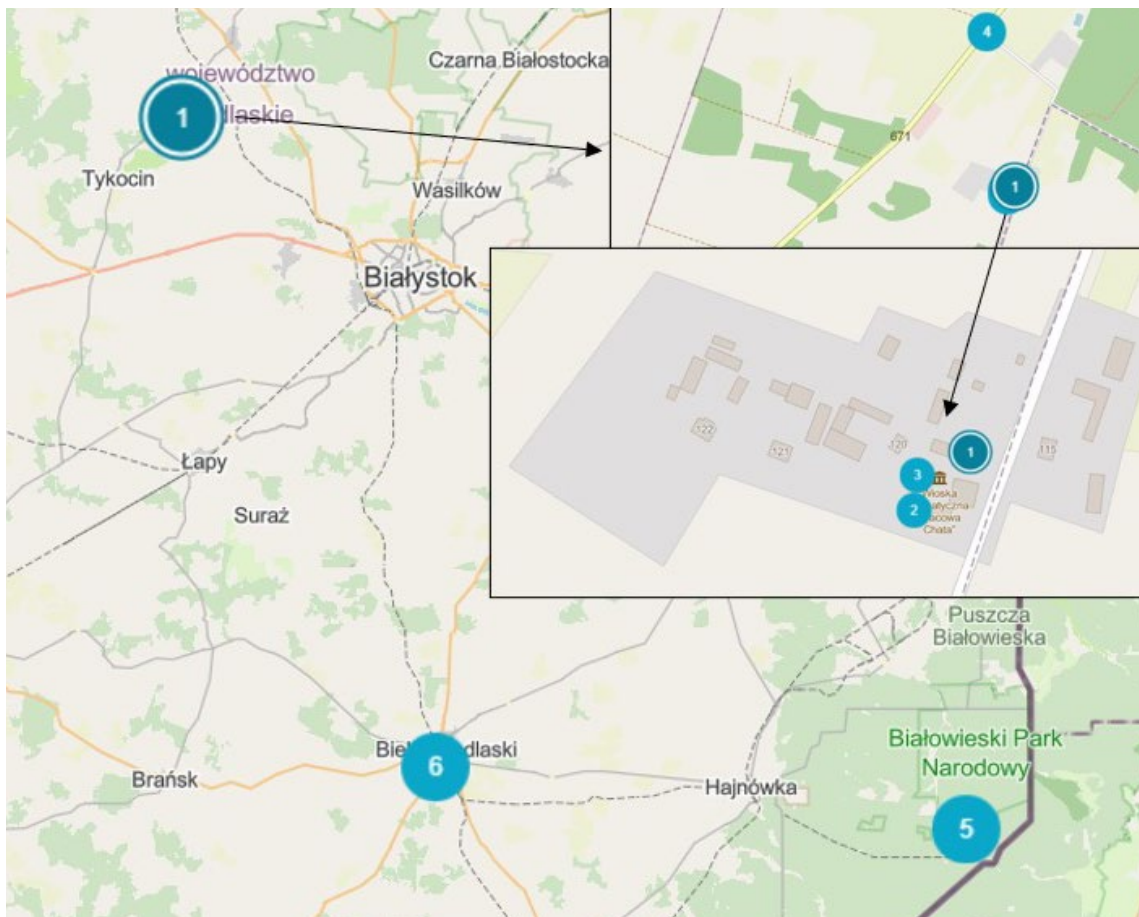 Czarna Białostocka
4
województwo
1
dlaskie
671
Tykocin
Wasilków
1
Białystok
122
121
120
1
115
3
2
Chata"
Łapy
Suraż
Puszcza
Białowieska
6
Białowieski Park
Narodowy
Brańsk
Hajnówka
5